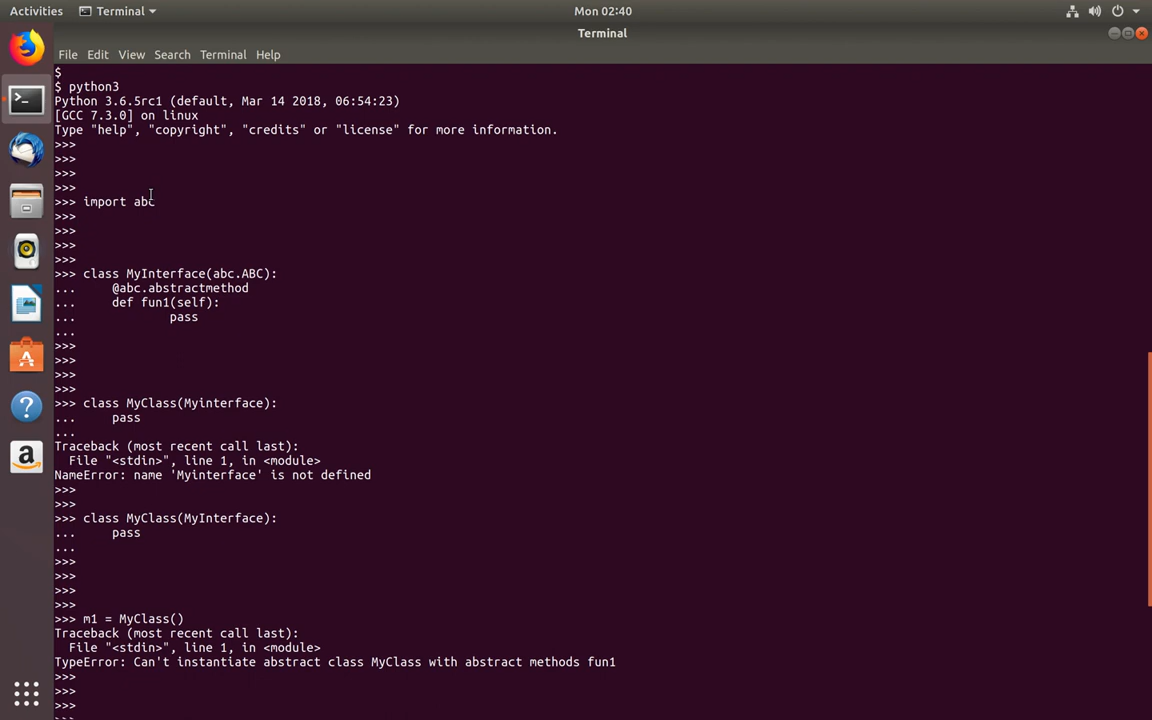 Activities Terminal Mon 02:40
Terminal
File Edit View Search Terminal Help
$
$ python3
Python 3.6.5rc1 (default, Mar 14 2018, 06:54:23)
[GCC 7.3.0] on linux
Type "help", "copyright", "credits" or "license" for more information.
>>>
>>>
>>>
>>>
>>> import abc
>>>
>>>
>>>
>>>
>>> class MyInterface(abc.ABC):
...     @abc.abstractmethod
...     def fun1(self):
...             pass
...
>>>
>>>
>>>
>>>
>>> class MyClass(Myinterface):
...     pass
...
Traceback (most recent call last):
  File "<stdin>", line 1, in <module>
NameError: name 'Myinterface' is not defined
>>>
>>>
>>> class MyClass(MyInterface):
...     pass
...
>>>
>>>
>>>
>>>
>>> m1 = MyClass()
Traceback (most recent call last):
  File "<stdin>", line 1, in <module>
TypeError: Can't instantiate abstract class MyClass with abstract methods fun1
>>>
>>>
>>>
>>>